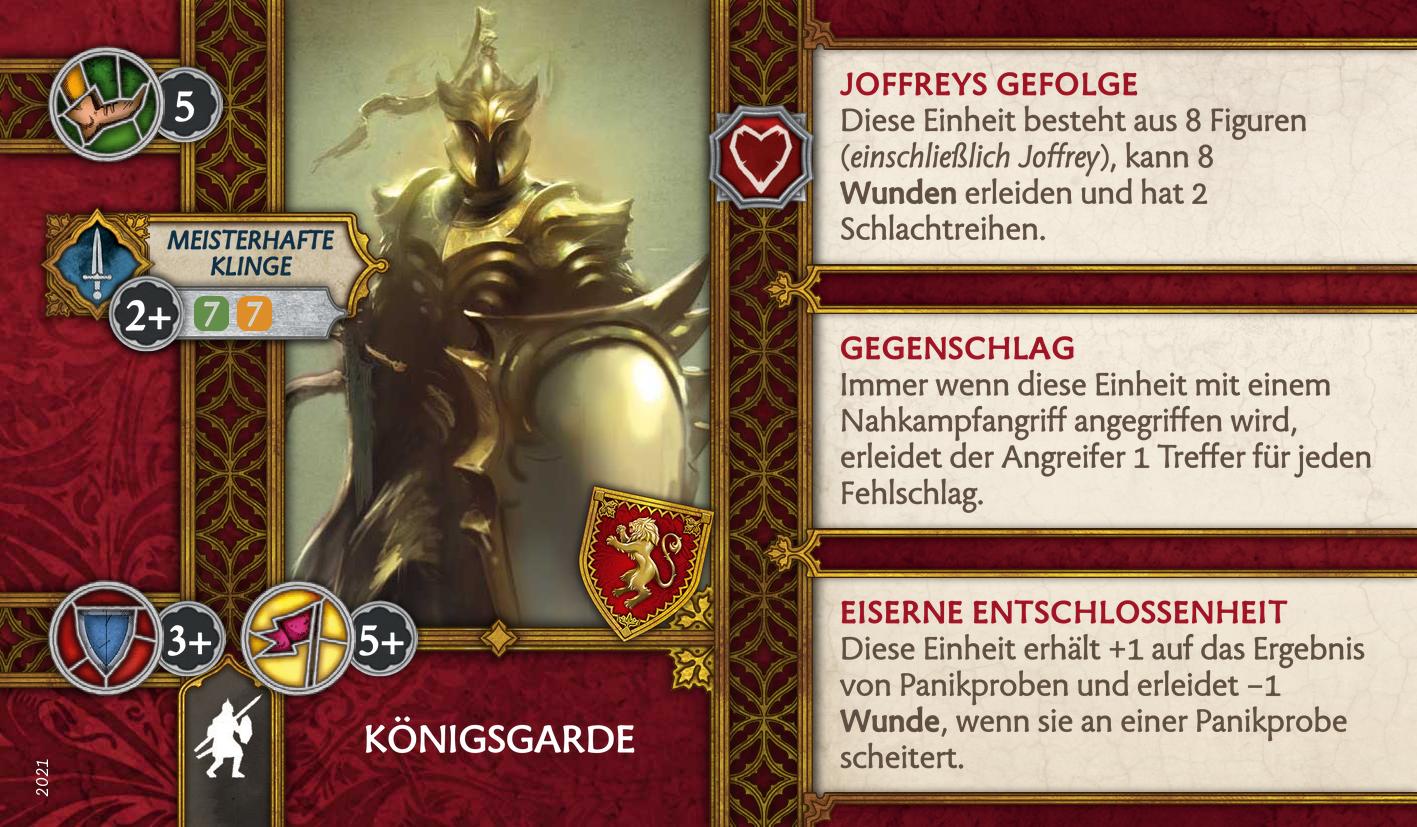 5
MEISTERHAFTE
KLINGE
2+ 7 7
3+ 5+
KÖNIGSGARDE
2021
JOFFREYS GEFOLGE
Diese Einheit besteht aus 8 Figuren
(einschließlich Joffrey), kann 8
Wunden erleiden und hat 2
Schlachtreihen.
GEGENSCHLAG
Immer wenn diese Einheit mit einem
Nahkampfangriff angegriffen wird,
erleidet der Angreifer 1 Treffer für jeden
Fehlschlag.
EISERNE ENTSCHLOSSENHEIT
Diese Einheit erhält +1 auf das Ergebnis
von Panikproben und erleidet −1
Wunde, wenn sie an einer Panikprobe
scheitert.